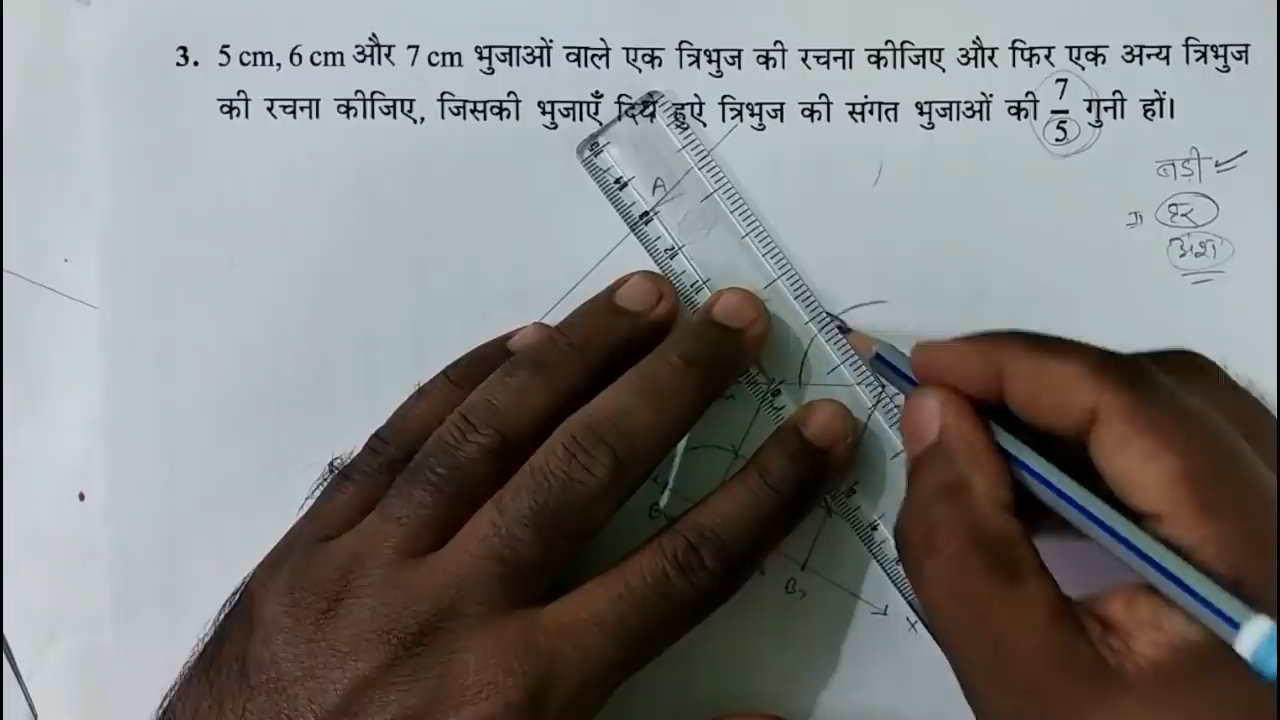 3. 5 cm, 6 cm और 7 cm भुजाओं वाले एक त्रिभुज की रचना कीजिए और फिर एक अन्य त्रिभुज
की रचना कीजिए, जिसकी भुजाएँ दिये हुऐ त्रिभुज की संगत भुजाओं की 7/5 गुनी हों।
बड़ी
= हर
अंश
A
B₇
X